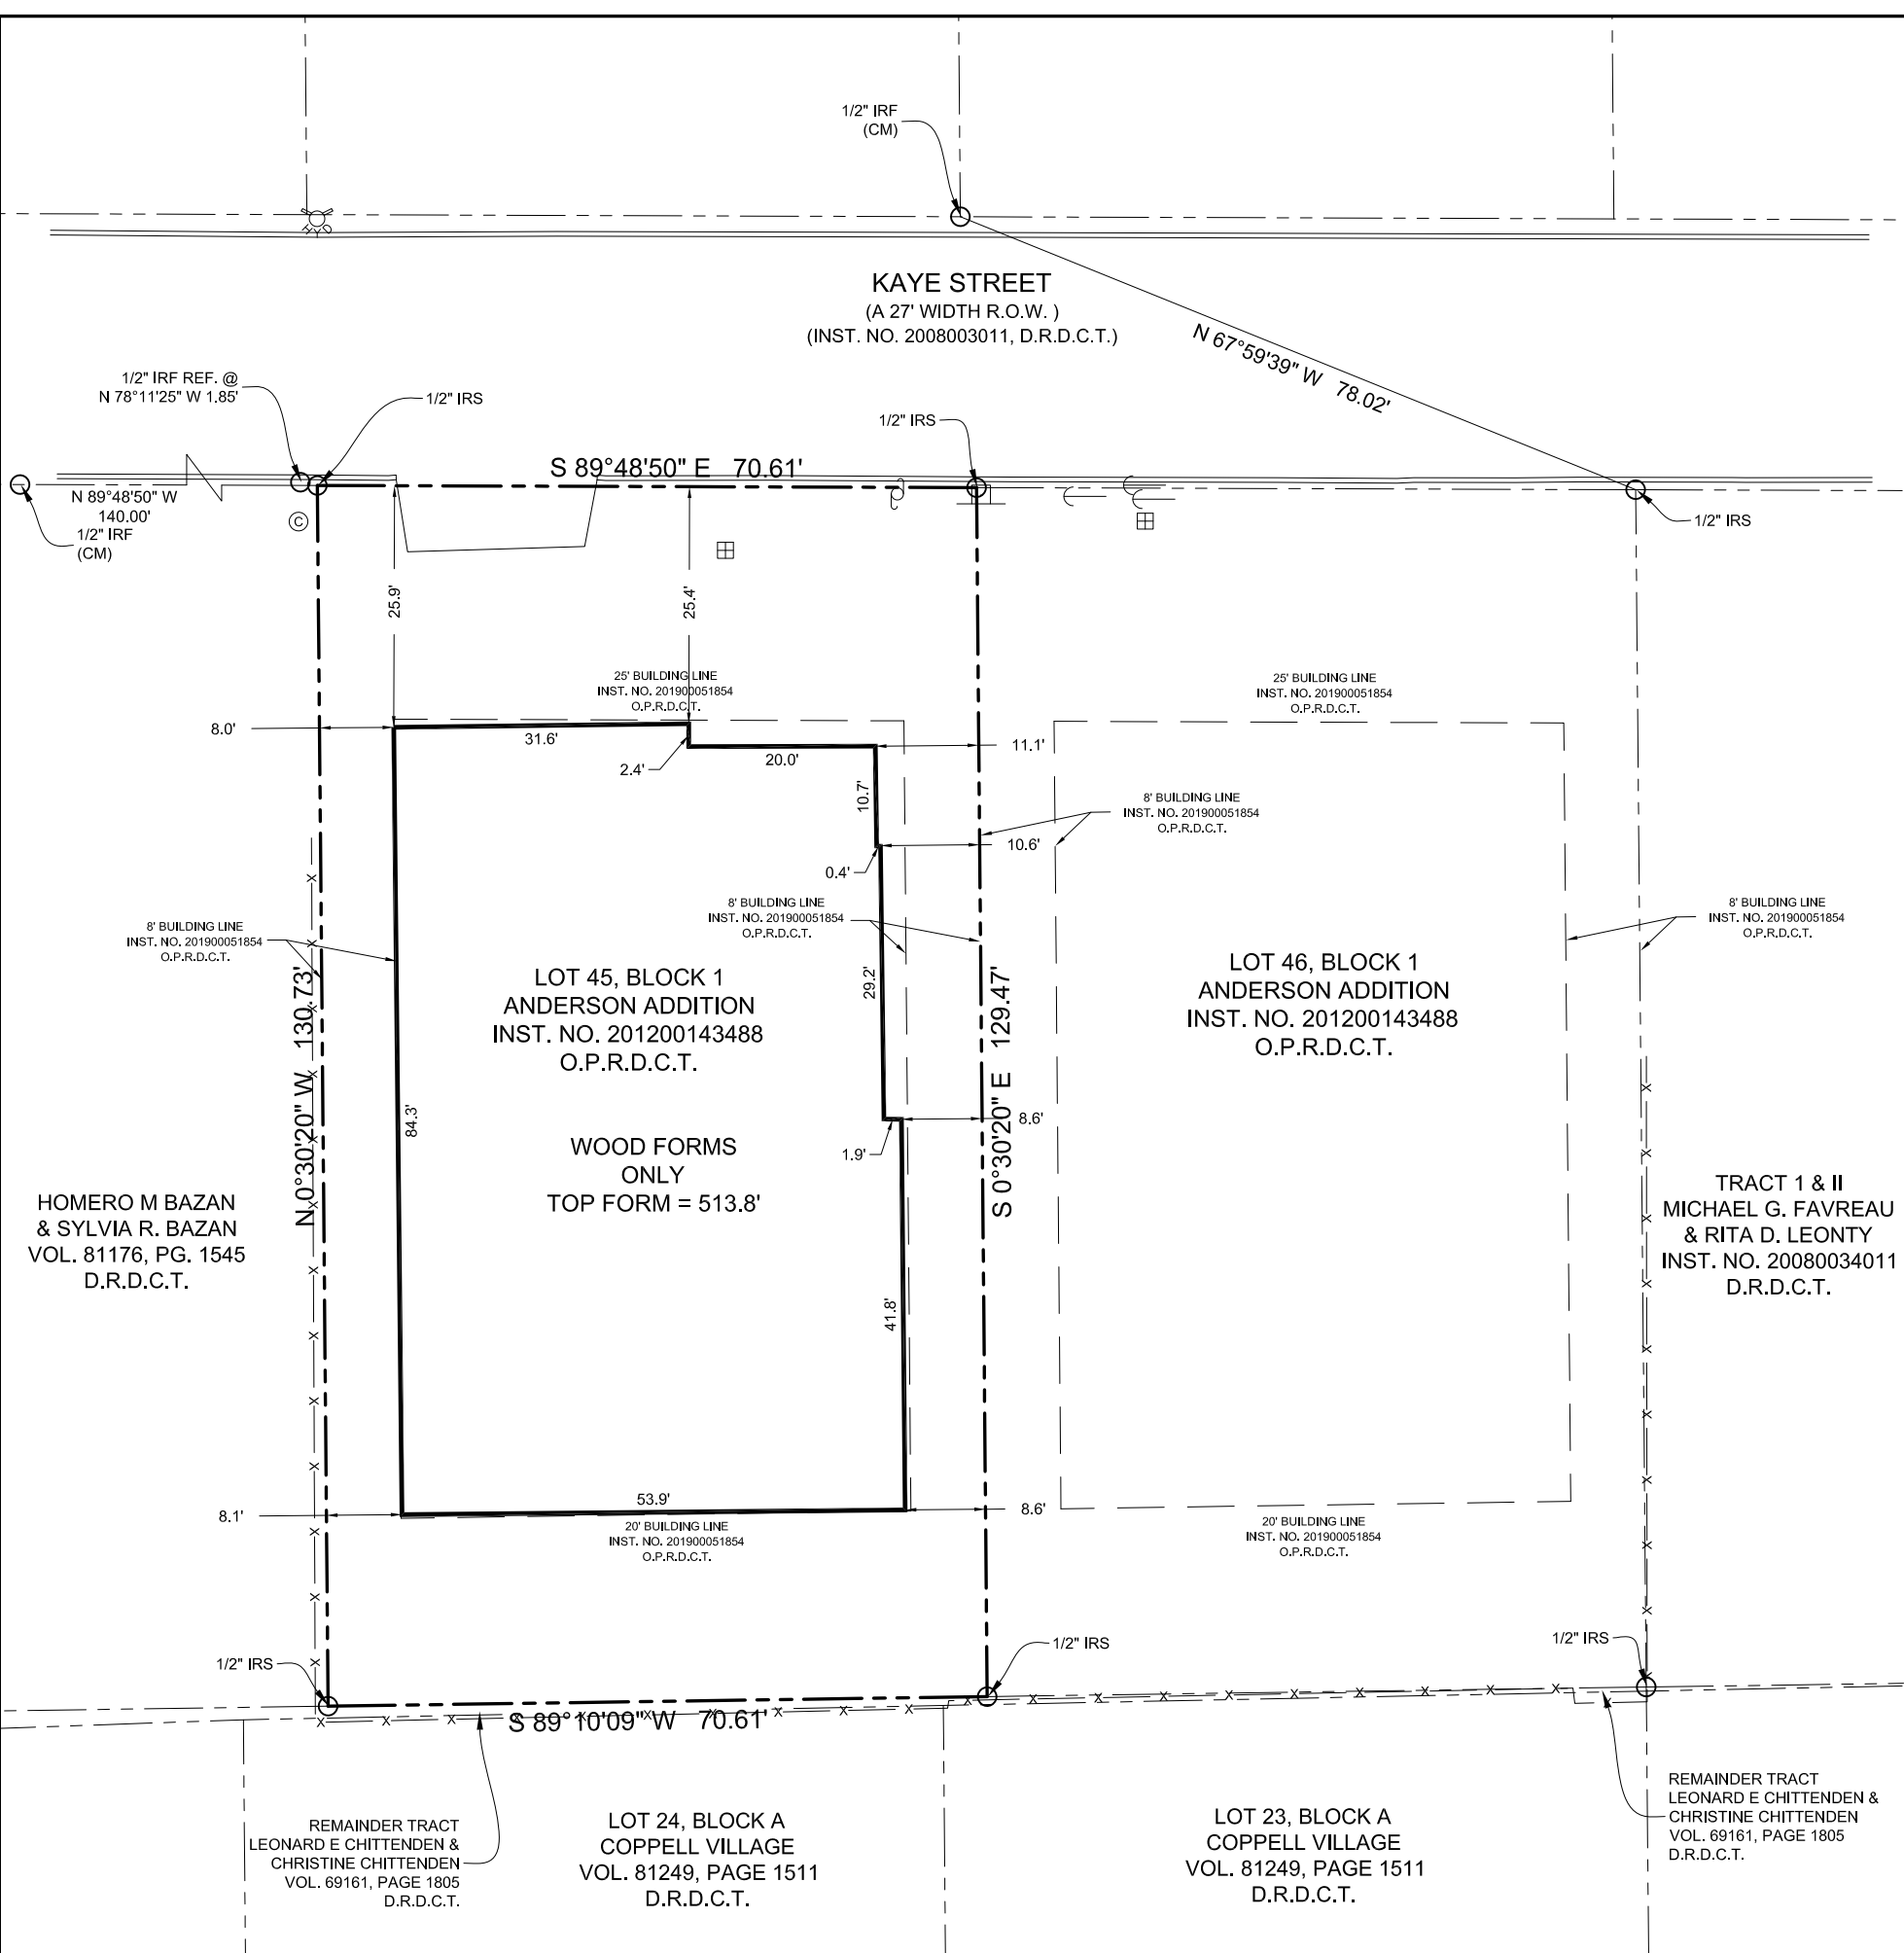 1/2" IRF
(CM)
KAYE STREET
(A 27' WIDTH R.O.W. )
(INST. NO. 2008003011, D.R.D.C.T.)
N 67°59'39" W 78.02'
HYD
1/2" IRF REF. @
N 78°11'25" W 1.85'
1/2" IRS
1/2" IRS
S 89°48'50" E 70.61'
N 89°48'50" W
140.00'
1/2" IRF
(CM)
C
1/2" IRS
25.9'
25.4'
25' BUILDING LINE
INST. NO. 201900051854
O.P.R.D.C.T.
25' BUILDING LINE
INST. NO. 201900051854
O.P.R.D.C.T.
8.0'
31.6'
2.4'
20.0'
11.1'
10.7'
8' BUILDING LINE
INST. NO. 201900051854
O.P.R.D.C.T.
10.6'
0.4'
8' BUILDING LINE
INST. NO. 201900051854
O.P.R.D.C.T.
8' BUILDING LINE
INST. NO. 201900051854
O.P.R.D.C.T.
8' BUILDING LINE
INST. NO. 201900051854
O.P.R.D.C.T.
LOT 45, BLOCK 1
ANDERSON ADDITION
INST. NO. 201200143488
O.P.R.D.C.T.
LOT 46, BLOCK 1
ANDERSON ADDITION
INST. NO. 201200143488
O.P.R.D.C.T.
N 0°30'20" W 130.73'
84.3'
29.2'
S 0°30'20" E 129.47'
WOOD FORMS
ONLY
TOP FORM = 513.8'
1.9'
8.6'
HOMERO M BAZAN
& SYLVIA R. BAZAN
VOL. 81176, PG. 1545
D.R.D.C.T.
TRACT 1 & II
MICHAEL G. FAVREAU
& RITA D. LEONTY
INST. NO. 20080034011
D.R.D.C.T.
41.8'
8.1'
53.9'
8.6'
20' BUILDING LINE
INST. NO. 201900051854
O.P.R.D.C.T.
20' BUILDING LINE
INST. NO. 201900051854
O.P.R.D.C.T.
1/2" IRS
1/2" IRS
1/2" IRS
S 89°10'09" W 70.61'
REMAINDER TRACT
LEONARD E CHITTENDEN &
CHRISTINE CHITTENDEN
VOL. 69161, PAGE 1805
D.R.D.C.T.
LOT 24, BLOCK A
COPPELL VILLAGE
VOL. 81249, PAGE 1511
D.R.D.C.T.
LOT 23, BLOCK A
COPPELL VILLAGE
VOL. 81249, PAGE 1511
D.R.D.C.T.
REMAINDER TRACT
LEONARD E CHITTENDEN &
CHRISTINE CHITTENDEN
VOL. 69161, PAGE 1805
D.R.D.C.T.